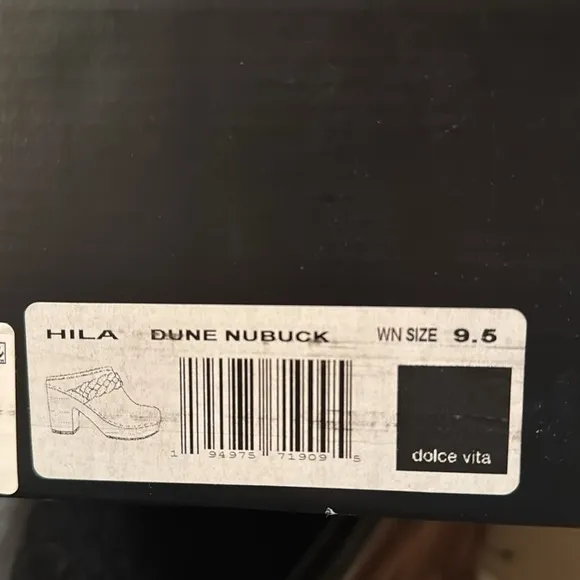 HILA DUNE NUBUCK WN SIZE 9.5
1 94975 71909 5
dolce vita